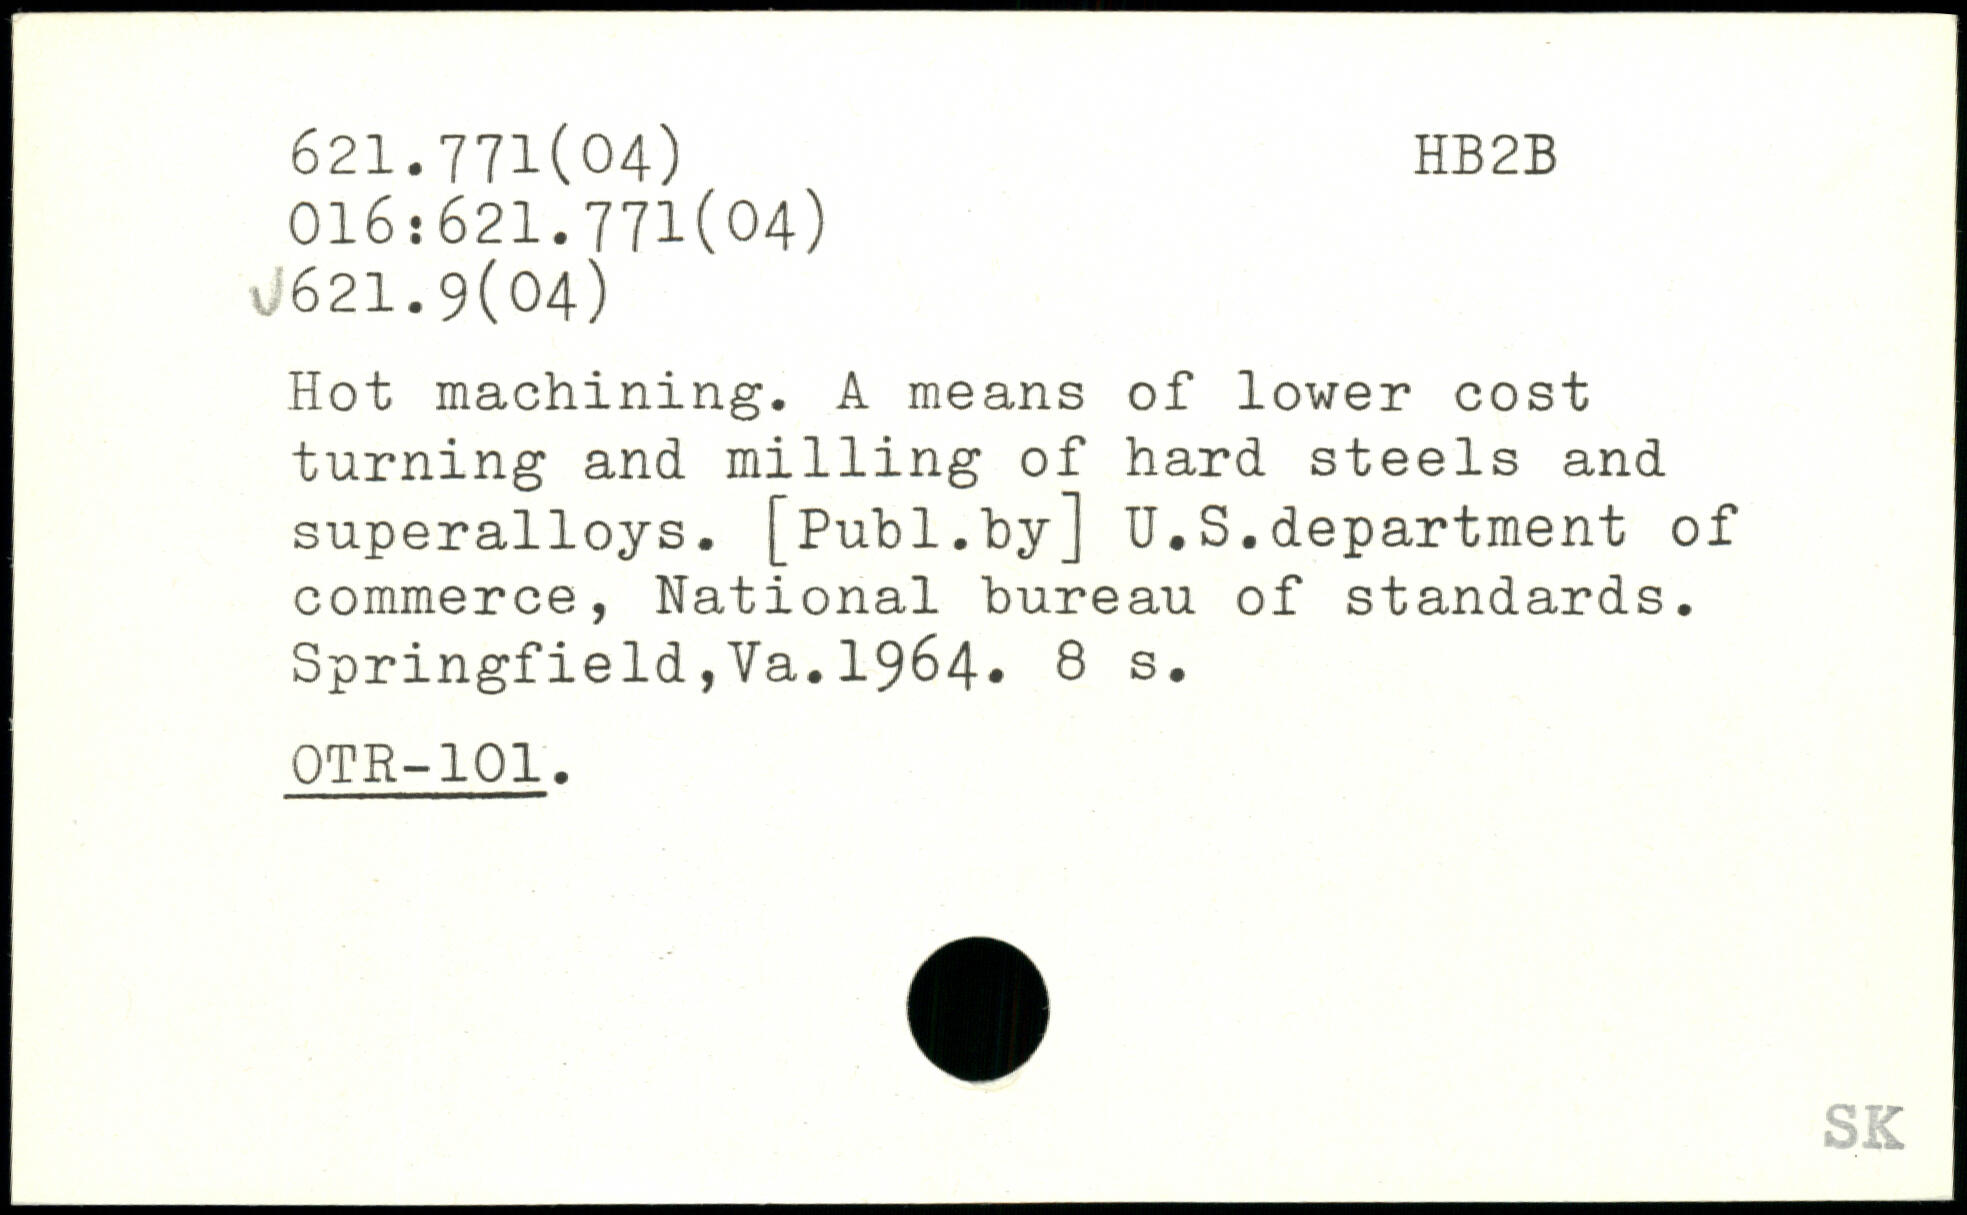 621.771(04) HB2B
016:621.771(04)
✓621.9(04)
Hot machining. A means of lower cost
turning and milling of hard steels and
superalloys. [Publ.by] U.S.department of
commerce, National bureau of standards.
Springfield,Va.1964. 8 s.
OTR-101.
SK